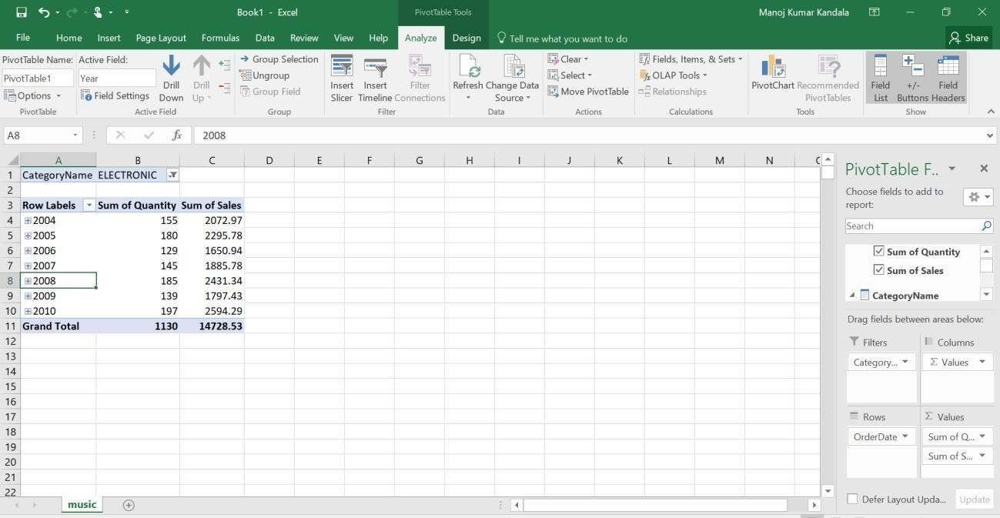 Book1 - Excel
PivotTable Tools
Manoj Kumar Kandala
File Home Insert Page Layout Formulas Data Review View Help Analyze Design Tell me what you want to do Share
PivotTable Name: Active Field:
PivotTable1 Year
Options Field Settings
Drill Down Drill Up
PivotTable Active Field
Group Selection
Ungroup
Group Field
Group
Insert Slicer Insert Timeline Filter Connections
Filter
Refresh Change Data Source
Data
Clear
Select
Move PivotTable
Actions
Fields, Items, & Sets
OLAP Tools
Relationships
Calculations
PivotChart Recommended PivotTables
Tools
Field List +/- Buttons Field Headers
Show
A8 fx 2008
A B C D E F G H I J K L M N
1 CategoryName ELECTRONIC
2
3 Row Labels Sum of Quantity Sum of Sales
4 2004 155 2072.97
5 2005 180 2295.78
6 2006 129 1650.94
7 2007 145 1885.78
8 2008 185 2431.34
9 2009 139 1797.43
10 2010 197 2594.29
11 Grand Total 1130 14728.53
12
13
14
15
16
17
18
19
20
21
22
music
PivotTable F..
Choose fields to add to
report:
Search
Sum of Quantity
Sum of Sales
CategoryName
Drag fields between areas below:
Filters Columns
Category... Σ Values
Rows Σ Values
OrderDate Sum of Q...
Sum of S...
Defer Layout Upda... Update